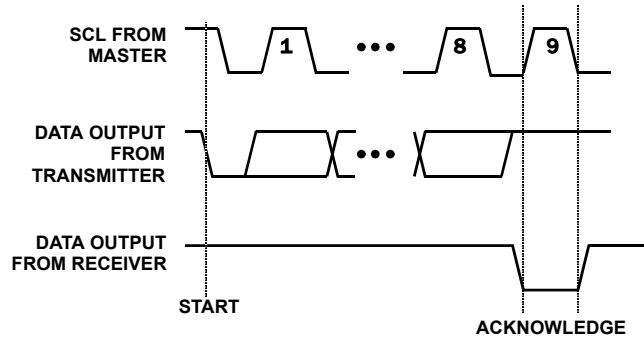 SCL FROM
MASTER
1
8
9
DATA OUTPUT
FROM
TRANSMITTER
DATA OUTPUT
FROM RECEIVER
START
ACKNOWLEDGE